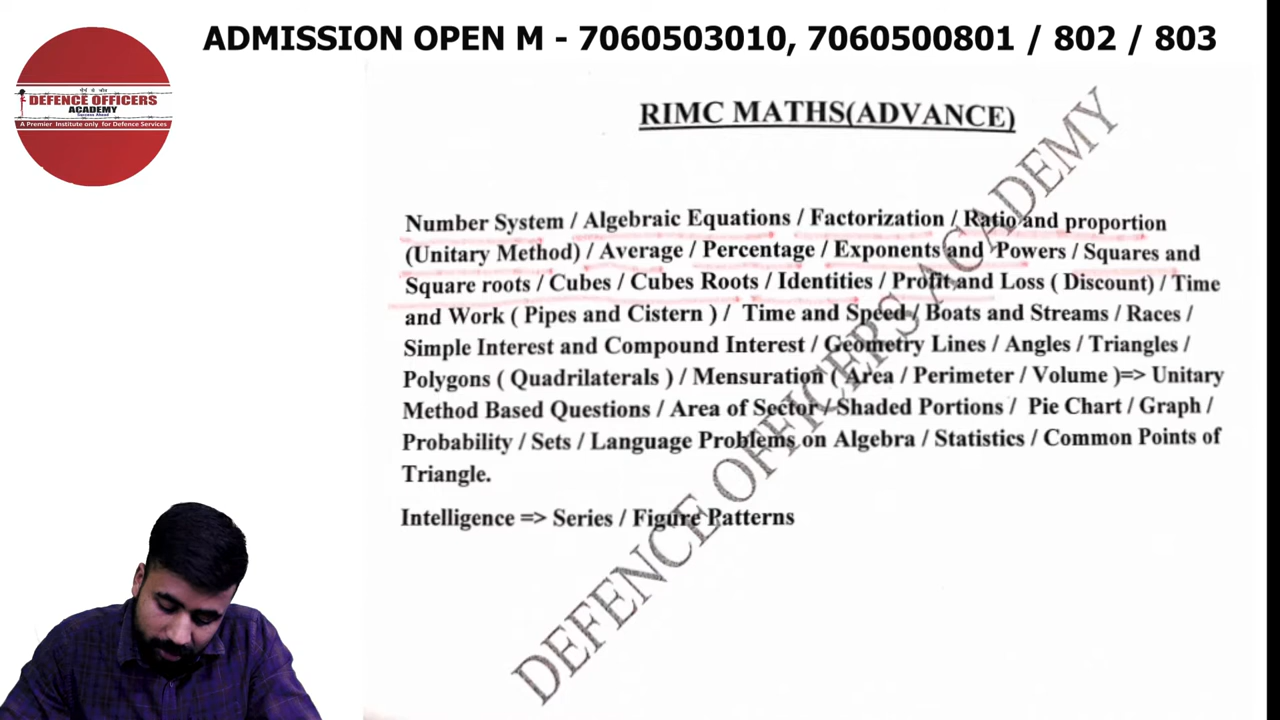 ADMISSION OPEN M - 7060503010, 7060500801 / 802 / 803
शौर्य में जीत
DEFENCE OFFICERS
ACADEMY
Success Ahead
A Premier Institute only for Defence Services
RIMC MATHS(ADVANCE)
Number System / Algebraic Equations / Factorization / Ratio and proportion
(Unitary Method) / Average / Percentage / Exponents and Powers / Squares and
Square roots / Cubes / Cubes Roots / Identities / Profit and Loss ( Discount) / Time
and Work ( Pipes and Cistern ) / Time and Speed / Boats and Streams / Races /
Simple Interest and Compound Interest / Geometry Lines / Angles / Triangles /
Polygons ( Quadrilaterals ) / Mensuration ( Area / Perimeter / Volume )=> Unitary
Method Based Questions / Area of Sector / Shaded Portions / Pie Chart / Graph /
Probability / Sets / Language Problems on Algebra / Statistics / Common Points of
Triangle.
Intelligence => Series / Figure Patterns
DEFENCE OFFICERS ACADEMY